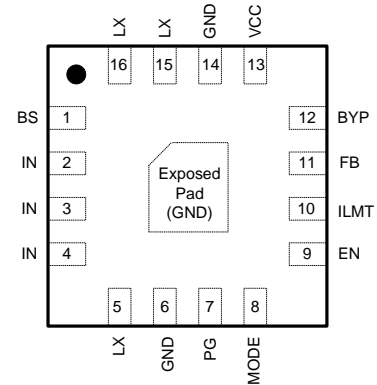 LX LX GND VCC
16 15 14 13
BS 1 12 BYP
IN 2 11 FB
IN 3 10 ILMT
IN 4 9 EN
Exposed
Pad
(GND)
5 6 7 8
LX GND PG MODE